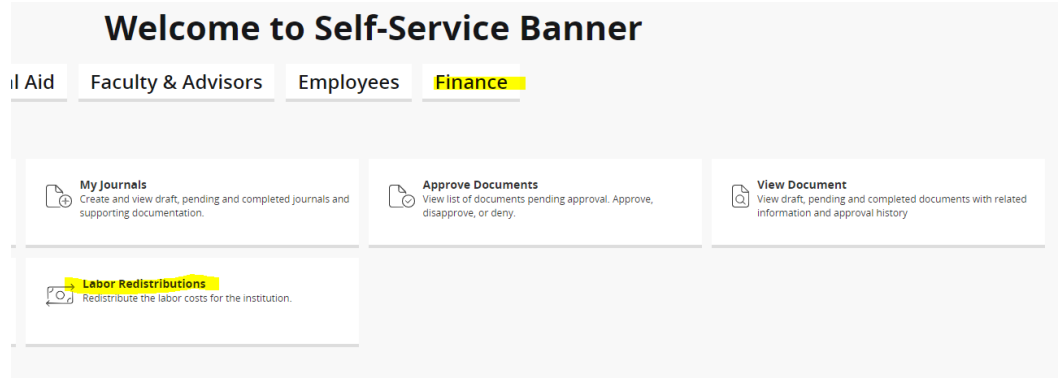 Welcome to Self-Service Banner
l Aid Faculty & Advisors Employees Finance
My Journals
Create and view draft, pending and completed journals and
supporting documentation.
Approve Documents
View list of documents pending approval. Approve,
disapprove, or deny.
View Document
View draft, pending and completed documents with related
information and approval history
Labor Redistributions
Redistribute the labor costs for the institution.